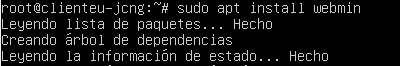 root@clienteu-jcng:~# sudo apt install webmin
Leyendo lista de paquetes... Hecho
Creando árbol de dependencias
Leyendo la información de estado... Hecho